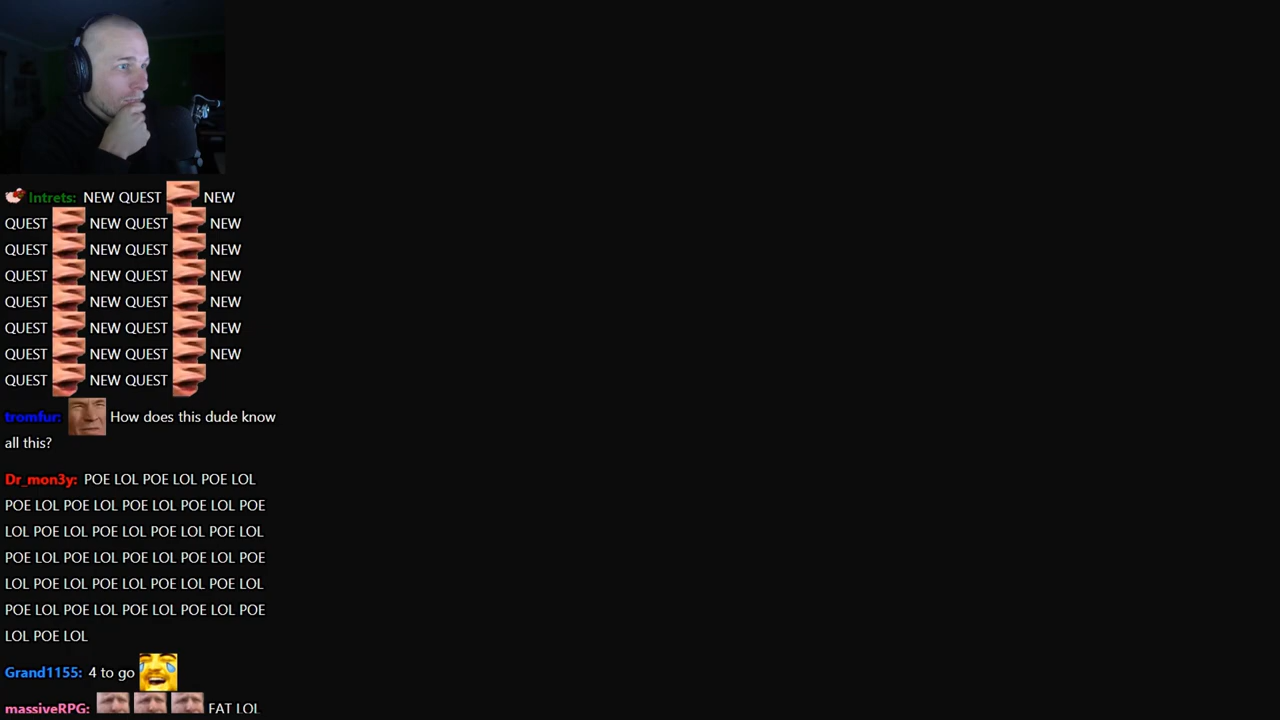 Intrets: NEW QUEST NEW
QUEST NEW QUEST NEW
QUEST NEW QUEST NEW
QUEST NEW QUEST NEW
QUEST NEW QUEST NEW
QUEST NEW QUEST NEW
QUEST NEW QUEST NEW
QUEST NEW QUEST
tromfur: How does this dude know
all this?
Dr_mon3y: POE LOL POE LOL POE LOL
POE LOL POE LOL POE LOL POE LOL POE
LOL POE LOL POE LOL POE LOL POE LOL
POE LOL POE LOL POE LOL POE LOL POE
LOL POE LOL POE LOL POE LOL POE LOL
POE LOL POE LOL POE LOL POE LOL POE
LOL POE LOL
Grand1155: 4 to go
massiveRPG: FAT LOL